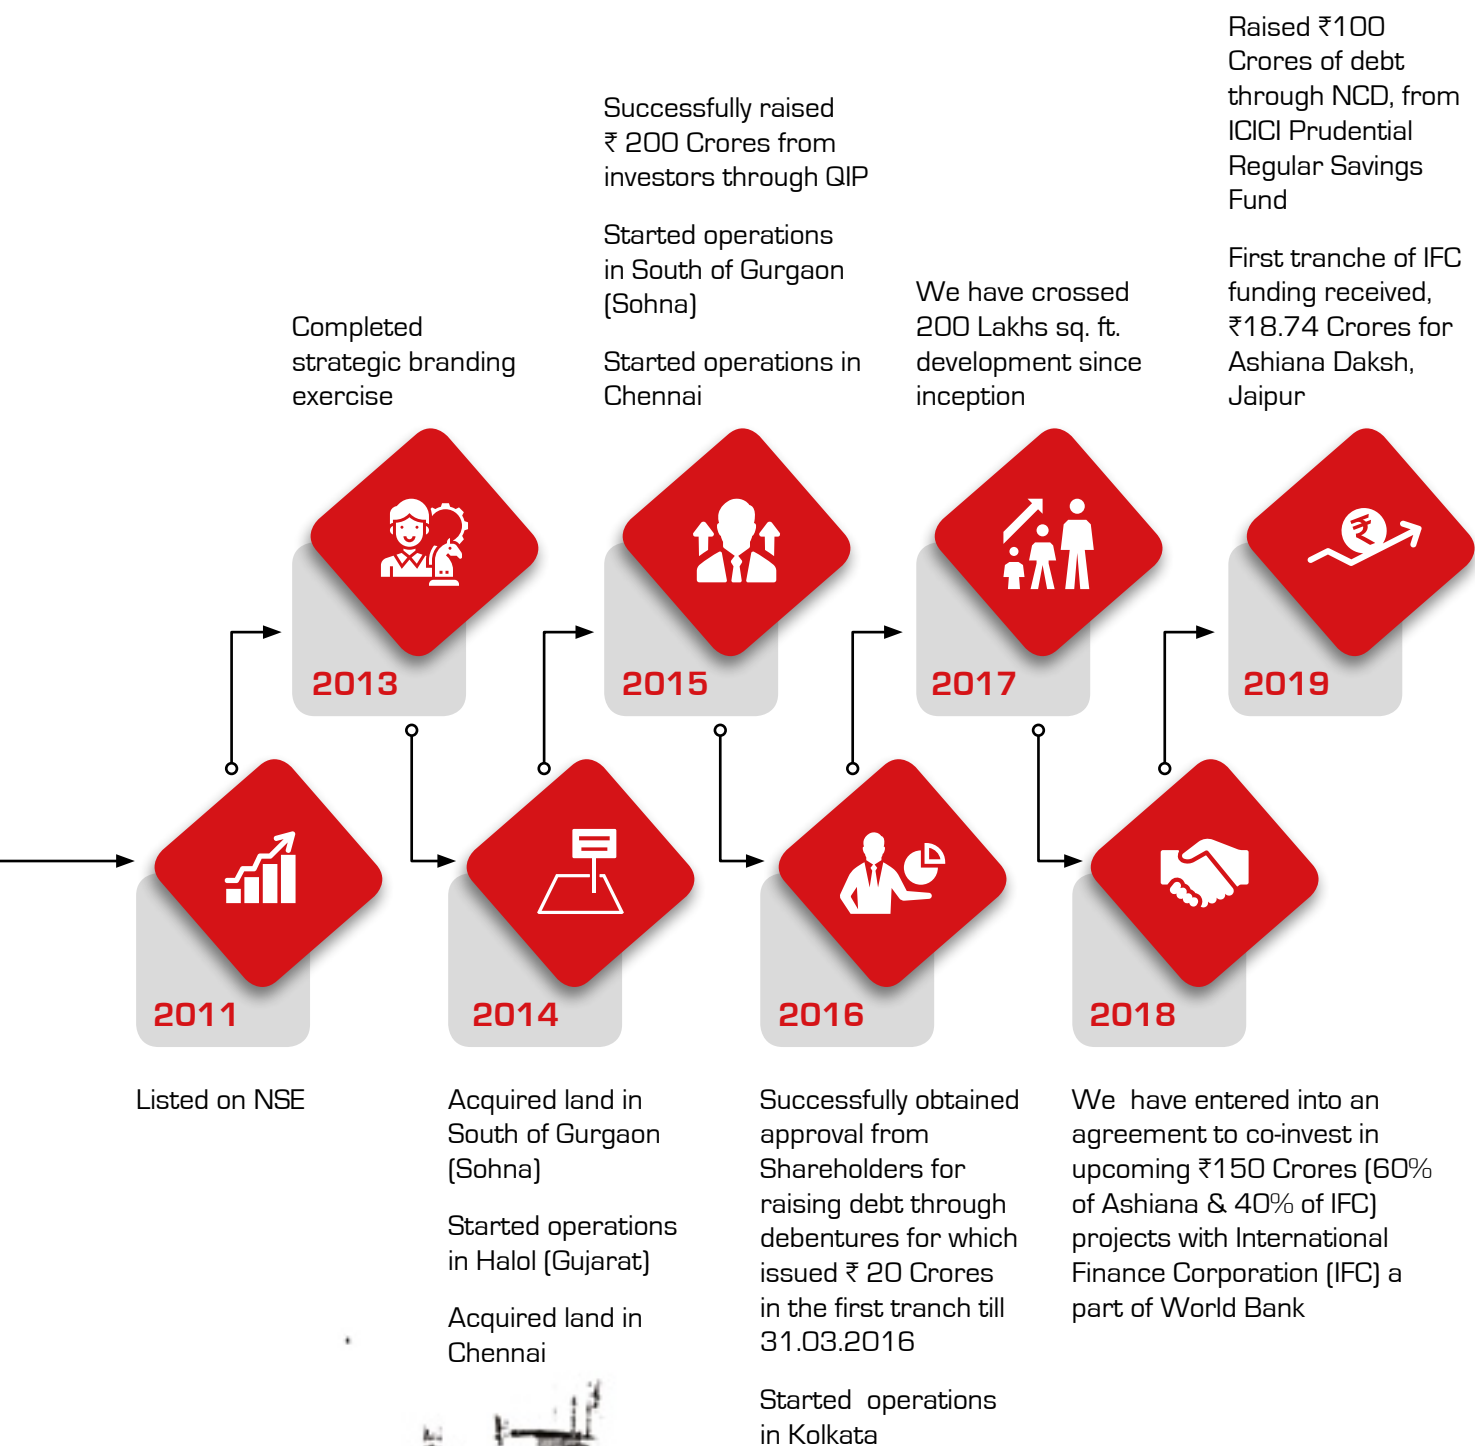 Raised ₹100
Crores of debt
through NCD, from
ICICI Prudential
Regular Savings
Fund
First tranche of IFC
funding received,
₹18.74 Crores for
Ashiana Daksh,
Jaipur
Successfully raised
₹ 200 Crores from
investors through QIP
Started operations
in South of Gurgaon
(Sohna)
Started operations in
Chennai
We have crossed
200 Lakhs sq. ft.
development since
inception
Completed
strategic branding
exercise
2013
2015
2017
2019
2011
2014
2016
2018
Listed on NSE
Acquired land in
South of Gurgaon
(Sohna)
Started operations
in Halol (Gujarat)
Acquired land in
Chennai
Successfully obtained
approval from
Shareholders for
raising debt through
debentures for which
issued ₹ 20 Crores
in the first tranch till
31.03.2016
Started operations
in Kolkata
We have entered into an
agreement to co-invest in
upcoming ₹150 Crores (60%
of Ashiana & 40% of IFC)
projects with International
Finance Corporation (IFC) a
part of World Bank